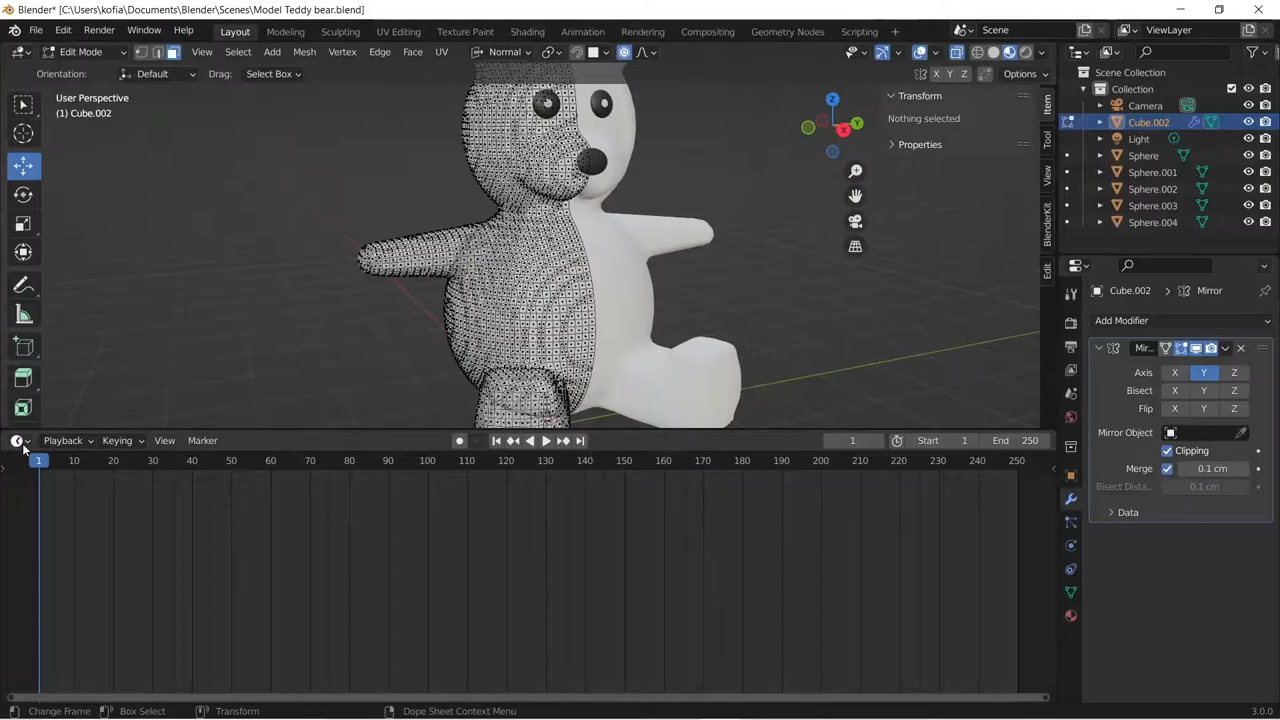 Blender* [C:\Users\kofia\Documents\Blender\Scenes\Model Teddy bear.blend]
File Edit Render Window Help Layout Modeling Sculpting UV Editing Texture Paint Shading Animation Rendering Compositing Geometry Nodes Scripting Scene ViewLayer
Edit Mode View Select Add Mesh Vertex Edge Face UV Normal
Orientation: Default Drag: Select Box X Y Z Options
User Perspective
(1) Cube.002
Z
Y
X
Transform
Nothing selected
Properties
Item
Tool
View
BlenderKit
Edit
Scene Collection
Collection
Camera
Cube.002
Light
Sphere
Sphere.001
Sphere.002
Sphere.003
Sphere.004
Cube.002 Mirror
Add Modifier
Mir...
Axis X Y Z
Bisect X Y Z
Flip X Y Z
Mirror Object
Clipping
Merge 0.1 cm
Bisect Dista... 0.1 cm
Data
Playback Keying View Marker 1 Start 1 End 250
1 10 20 30 40 50 60 70 80 90 100 110 120 130 140 150 160 170 180 190 200 210 220 230 240 250
Change Frame Box Select Transform Dope Sheet Context Menu 3.0.0